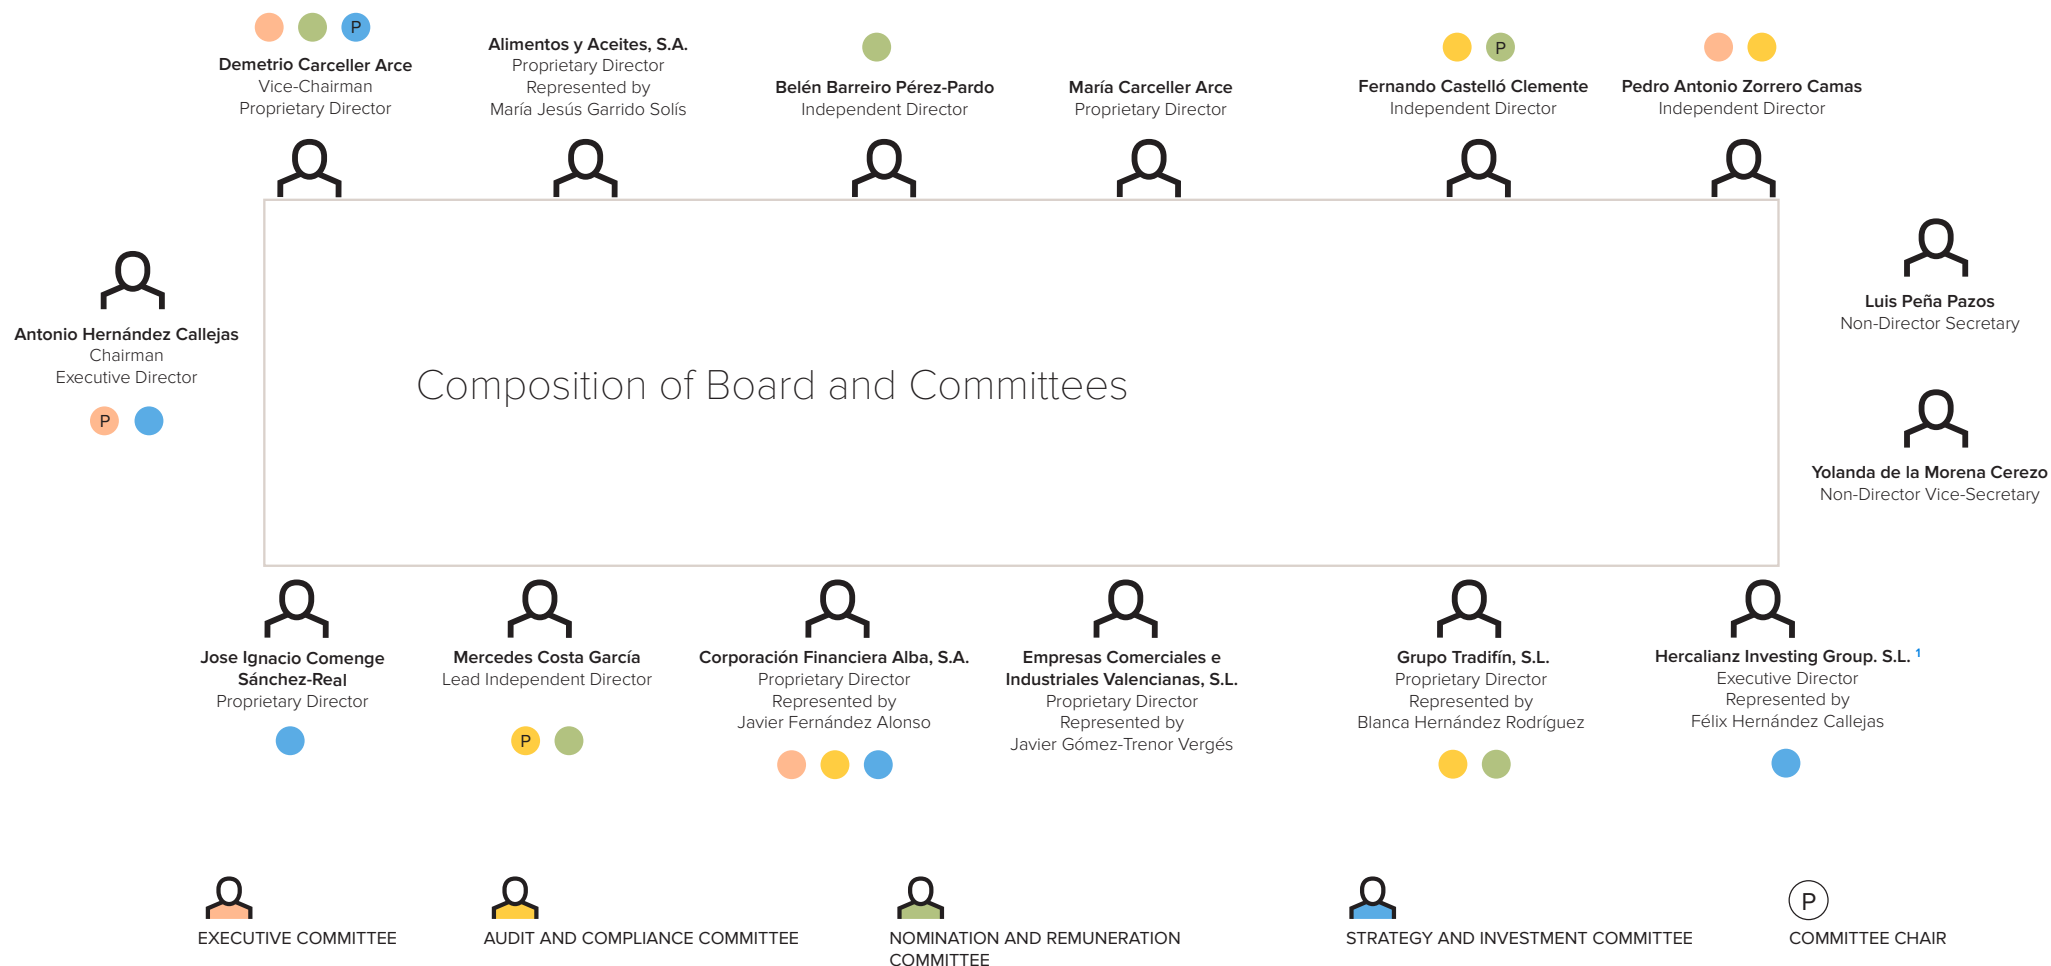 P
Demetrio Carceller Arce
Vice-Chairman
Proprietary Director
Alimentos y Aceites, S.A.
Proprietary Director
Represented by
María Jesús Garrido Solís
Belén Barreiro Pérez-Pardo
Independent Director
María Carceller Arce
Proprietary Director
P
Fernando Castelló Clemente
Independent Director
Pedro Antonio Zorrero Camas
Independent Director
Antonio Hernández Callejas
Chairman
Executive Director
P
Composition of Board and Committees
Luis Peña Pazos
Non-Director Secretary
Yolanda de la Morena Cerezo
Non-Director Vice-Secretary
Jose Ignacio Comenge
Sánchez-Real
Proprietary Director
Mercedes Costa García
Lead Independent Director
P
Corporación Financiera Alba, S.A.
Proprietary Director
Represented by
Javier Fernández Alonso
Empresas Comerciales e
Industriales Valencianas, S.L.
Proprietary Director
Represented by
Javier Gómez-Trenor Vergés
Grupo Tradifín, S.L.
Proprietary Director
Represented by
Blanca Hernández Rodríguez
Hercalianz Investing Group. S.L. 1
Executive Director
Represented by
Félix Hernández Callejas
EXECUTIVE COMMITTEE
AUDIT AND COMPLIANCE COMMITTEE
NOMINATION AND REMUNERATION
COMMITTEE
STRATEGY AND INVESTMENT COMMITTEE
P
COMMITTEE CHAIR